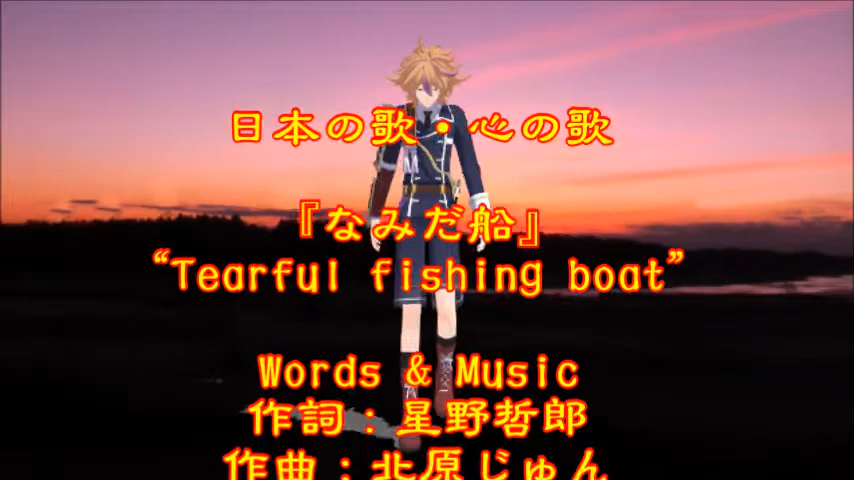 日本の歌・心の歌
『なみだ船』
“Tearful fishing boat”
Words & Music
作詞：星野哲郎
作曲：北原じゅん